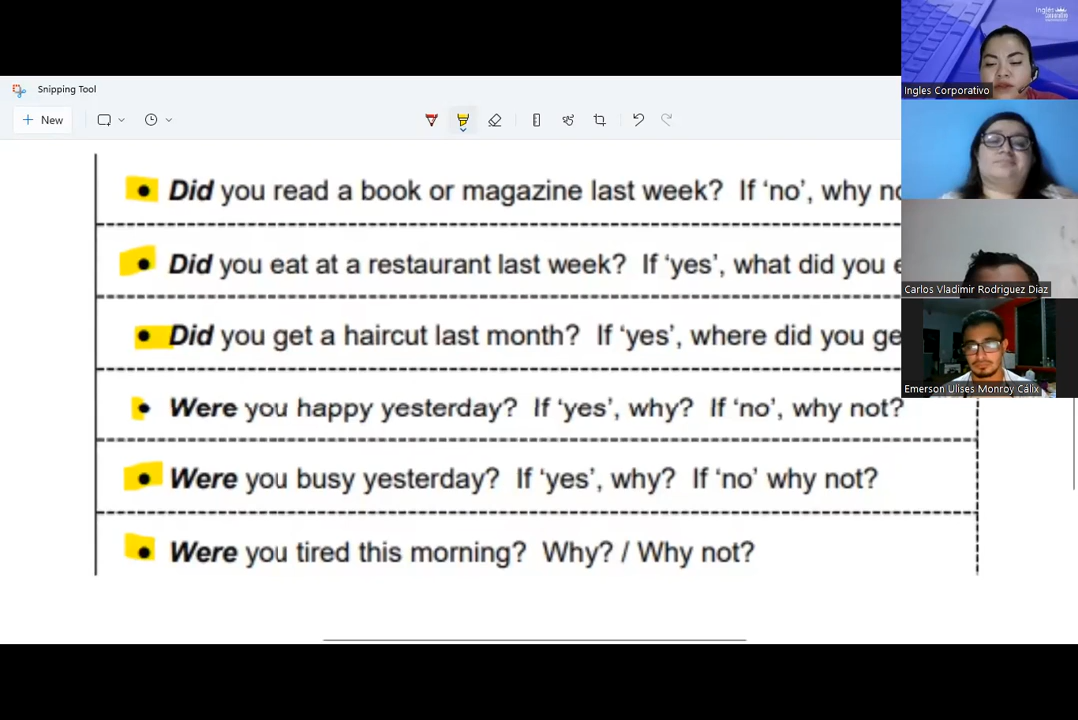 Snipping Tool
New
Did you read a book or magazine last week? If ‘no’, why
Did you eat at a restaurant last week? If ‘yes’, what did you
Did you get a haircut last month? If ‘yes’, where did you
Were you happy yesterday? If ‘yes’, why? If ‘no’, why not?
Were you busy yesterday? If ‘yes’, why? If ‘no’ why not?
Were you tired this morning? Why? / Why not?
Ingles Corporativo
Carlos Vladimir Rodriguez Diaz
Emerson Ulises Monroy Cálix